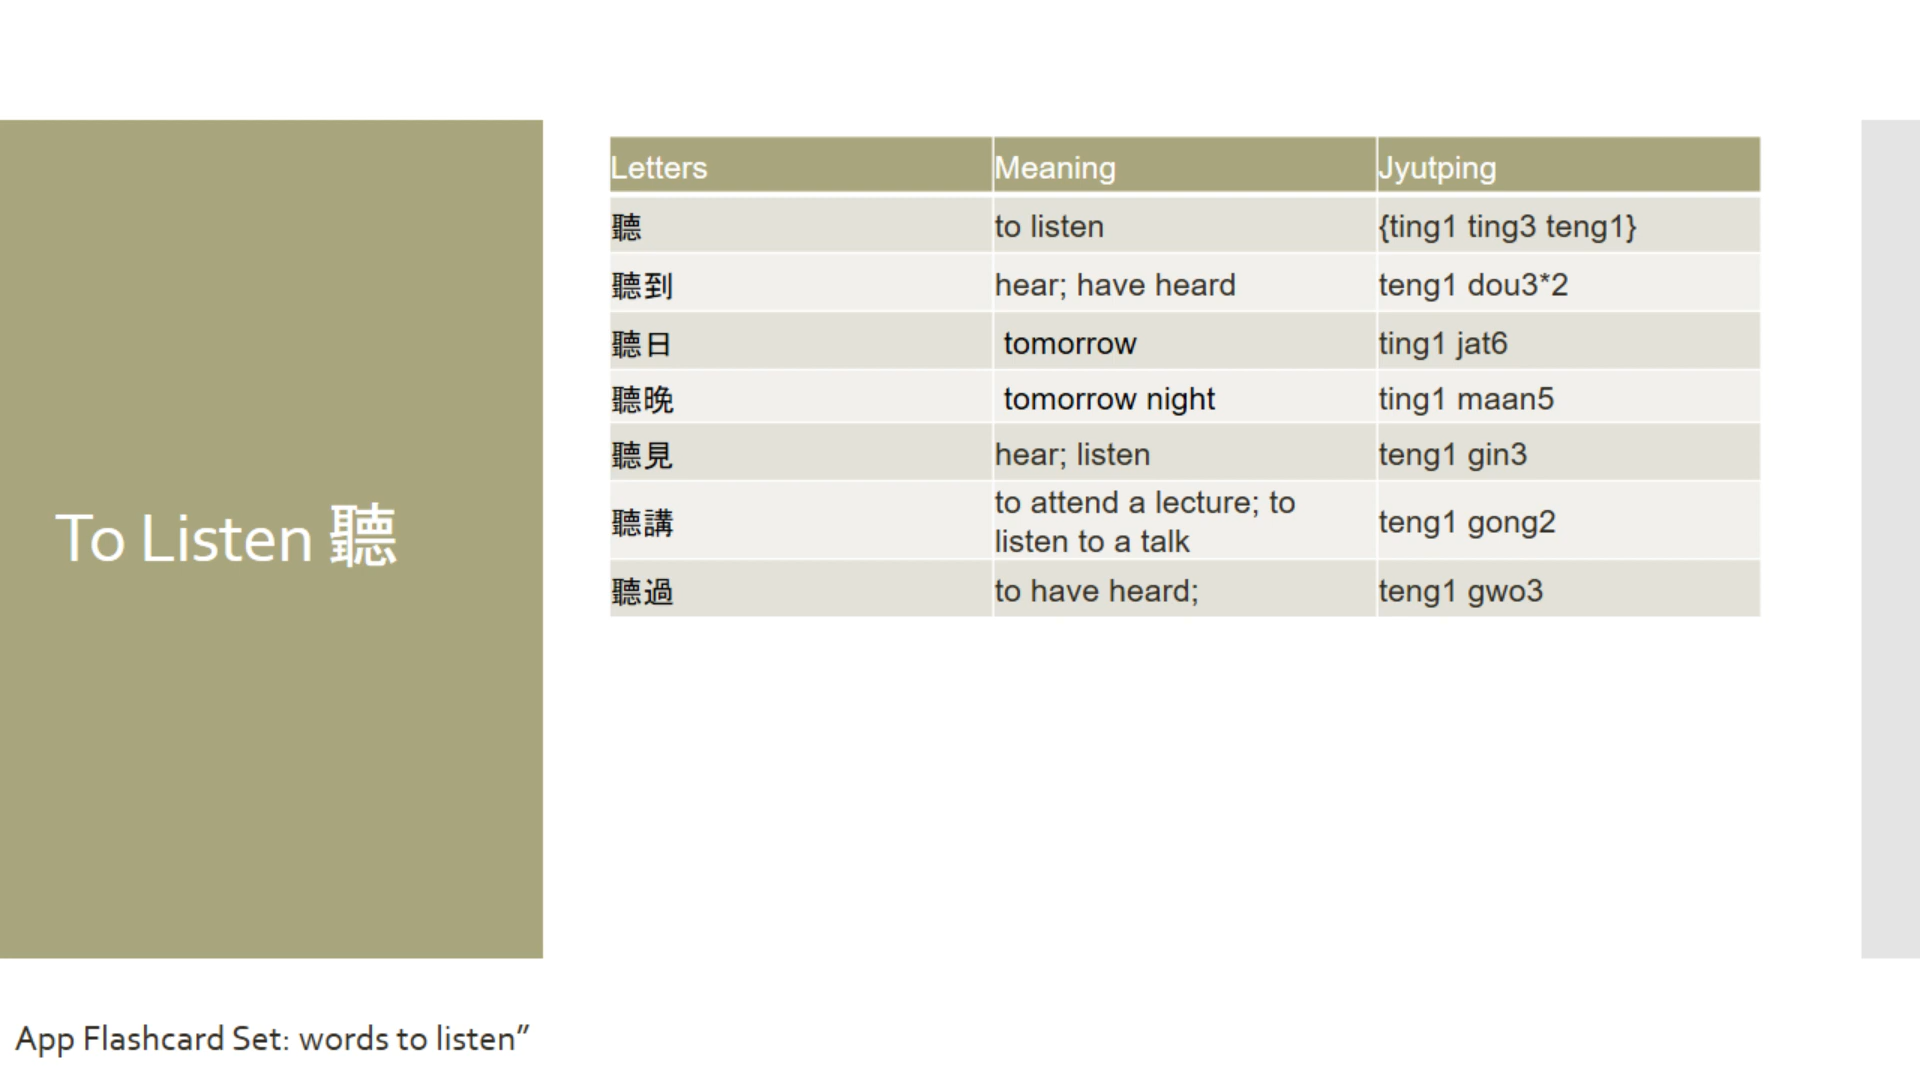 To Listen 聽
Letters Meaning Jyutping
聽 to listen {ting1 ting3 teng1}
聽到 hear; have heard teng1 dou3*2
聽日 tomorrow ting1 jat6
聽晚 tomorrow night ting1 maan5
聽見 hear; listen teng1 gin3
聽講 to attend a lecture; to
listen to a talk teng1 gong2
聽過 to have heard; teng1 gwo3
App Flashcard Set: words to listen”